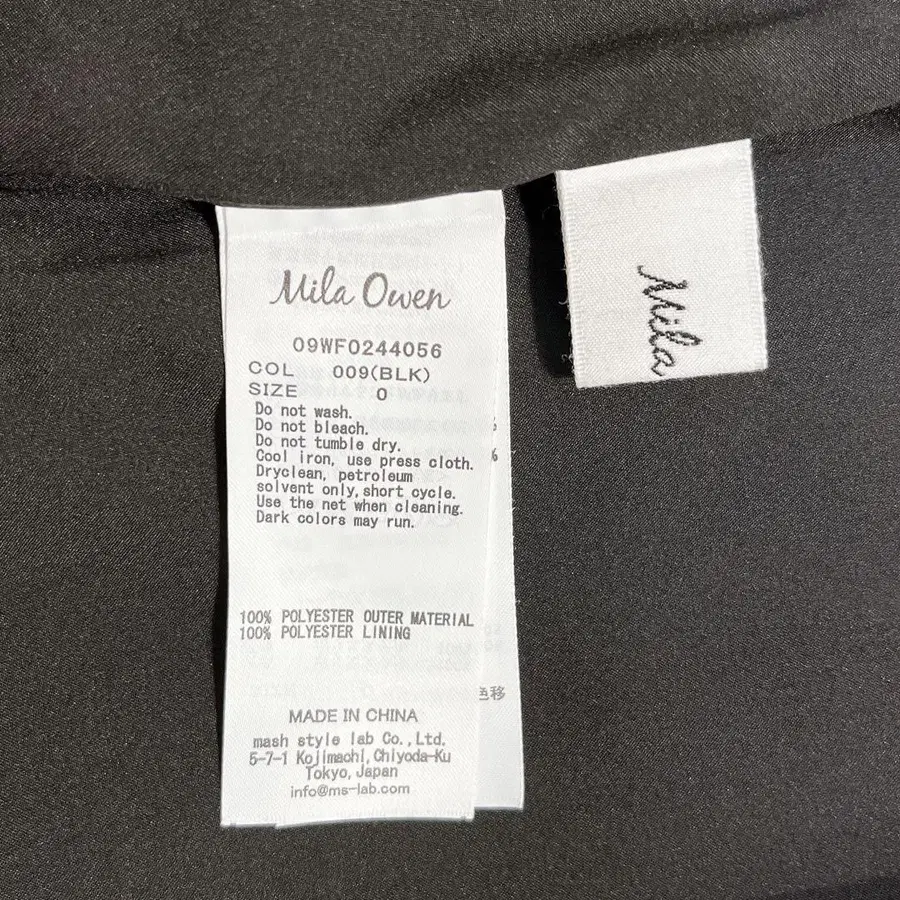 Mila Owen
09WF0244056
COL 009(BLK)
SIZE 0
Do not wash.
Do not bleach.
Do not tumble dry.
Cool iron, use press cloth.
Dryclean, petroleum
solvent only, short cycle.
Use the net when cleaning.
Dark colors may run.
100% POLYESTER OUTER MATERIAL
100% POLYESTER LINING
MADE IN CHINA
mash style lab Co., Ltd.
5-7-1 Kojimachi, Chiyoda-Ku
Tokyo, Japan
info@ms-lab.com
%
色移
Mila